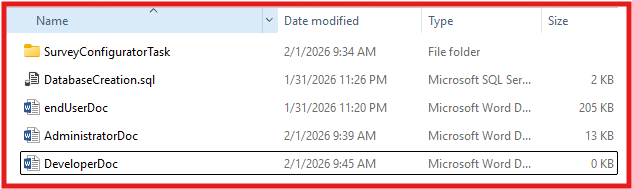 Name Date modified Type Size
SurveyConfiguratorTask 2/1/2026 9:34 AM File folder
DatabaseCreation.sql 1/31/2026 11:26 PM Microsoft SQL Ser... 2 KB
endUserDoc 1/31/2026 11:20 PM Microsoft Word D... 205 KB
AdministratorDoc 2/1/2026 9:39 AM Microsoft Word D... 13 KB
DeveloperDoc 2/1/2026 9:45 AM Microsoft Word D... 0 KB